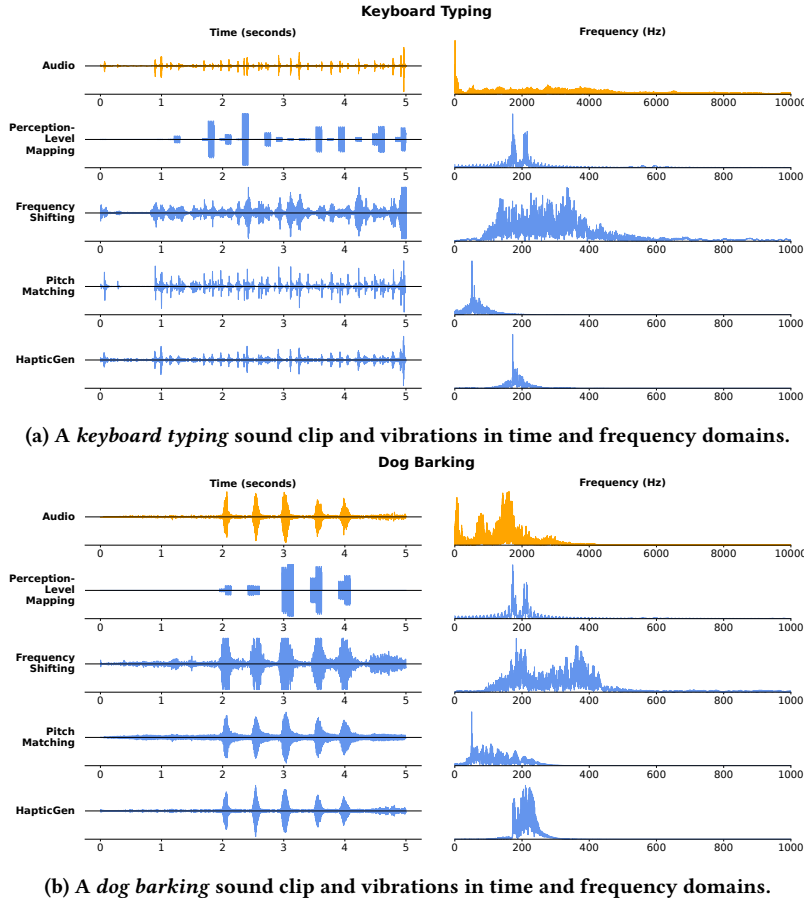 Keyboard Typing
Time (seconds) Frequency (Hz)
Audio
0 1 2 3 4 5 0 2000 4000 6000 8000 10000
Perception-
Level
Mapping
0 1 2 3 4 5 0 200 400 600 800 1000
Frequency
Shifting
0 1 2 3 4 5 0 200 400 600 800 1000
Pitch
Matching
0 1 2 3 4 5 0 200 400 600 800 1000
HapticGen
0 1 2 3 4 5 0 200 400 600 800 1000
(a) A keyboard typing sound clip and vibrations in time and frequency domains.
Dog Barking
Time (seconds) Frequency (Hz)
Audio
0 1 2 3 4 5 0 2000 4000 6000 8000 10000
Perception-
Level
Mapping
0 1 2 3 4 5 0 200 400 600 800 1000
Frequency
Shifting
0 1 2 3 4 5 0 200 400 600 800 1000
Pitch
Matching
0 1 2 3 4 5 0 200 400 600 800 1000
HapticGen
0 1 2 3 4 5 0 200 400 600 800 1000
(b) A dog barking sound clip and vibrations in time and frequency domains.